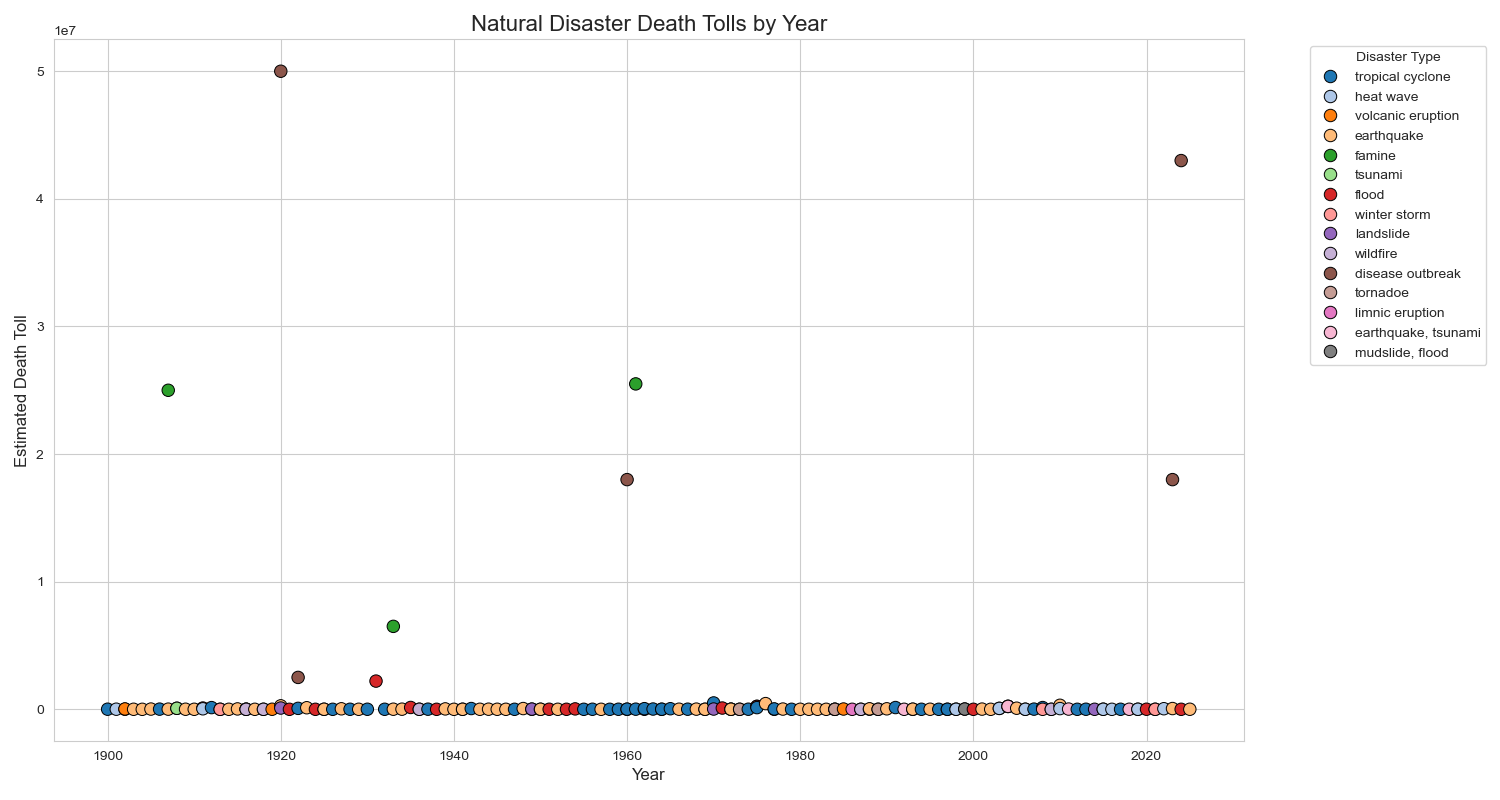 Natural Disaster Death Tolls by Year
1e7
5
4
3
2
1
0
Estimated Death Toll
1900
1920
1940
1960
1980
2000
2020
Year
Disaster Type
tropical cyclone
heat wave
volcanic eruption
earthquake
famine
tsunami
flood
winter storm
landslide
wildfire
disease outbreak
tornadoe
limnic eruption
earthquake, tsunami
mudslide, flood